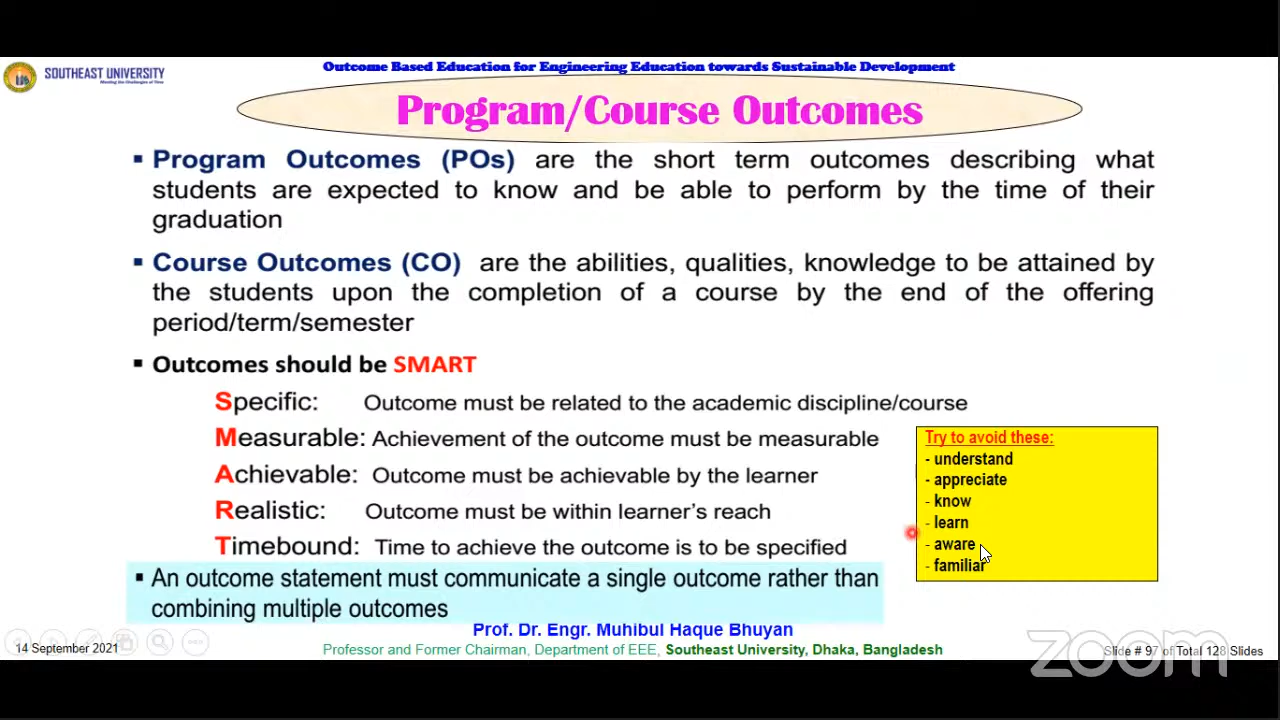 SOUTHEAST UNIVERSITY
Meeting the Challenges of Time
Outcome Based Education for Engineering Education towards Sustainable Development
Program/Course Outcomes
▪ Program Outcomes (POs) are the short term outcomes describing what
students are expected to know and be able to perform by the time of their
graduation
▪ Course Outcomes (CO) are the abilities, qualities, knowledge to be attained by
the students upon the completion of a course by the end of the offering
period/term/semester
▪ Outcomes should be SMART
Specific: Outcome must be related to the academic discipline/course
Measurable: Achievement of the outcome must be measurable
Achievable: Outcome must be achievable by the learner
Realistic: Outcome must be within learner's reach
Timebound: Time to achieve the outcome is to be specified
▪ An outcome statement must communicate a single outcome rather than
combining multiple outcomes
Try to avoid these:
- understand
- appreciate
- know
- learn
- aware
- familiar
Prof. Dr. Engr. Muhibul Haque Bhuyan
14 September 2021
Professor and Former Chairman, Department of EEE, Southeast University, Dhaka, Bangladesh
Slide # 97 of Total 128 Slides
zoom